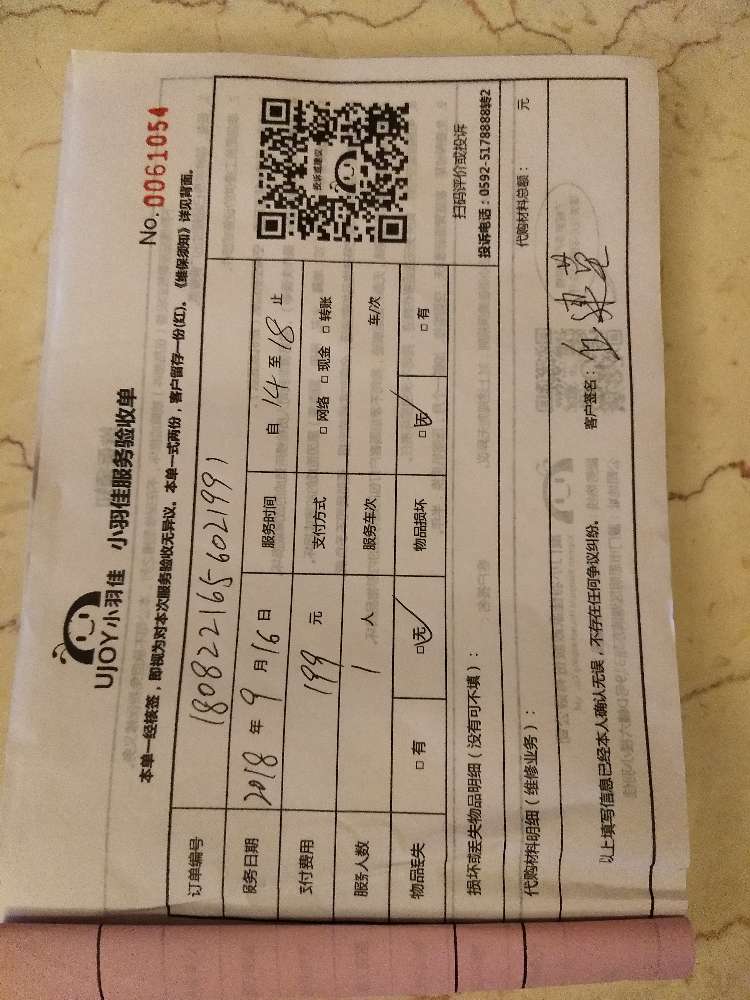 UJOY小羽佳 小羽佳服务验收单
No.0061054
本单一经核签，即视为对本次服务验收无异议。本单一式两份，客户留存一份(红)。《维保须知》详见背面。
订单编号 1808221656021991
服务日期 2018 年 9 月 16 日 服务时间 自 14 至 18 止
支付费用 199 元 支付方式 □ 网络 □ 现金 □ 转账
服务人数 1 人 服务车次 车/次
物品丢失 □ 有 ☑无 物品损坏 ☑无 □ 有
投诉或建议
扫码评价或投诉
投诉电话：0592-5178888转2
损坏或丢失物品明细（没有可不填）：
代购材料明细（维修业务）： 代购材料总额： 元
以上填写信息已经本人确认无误，不存在任何争议纠纷。 客户签名：